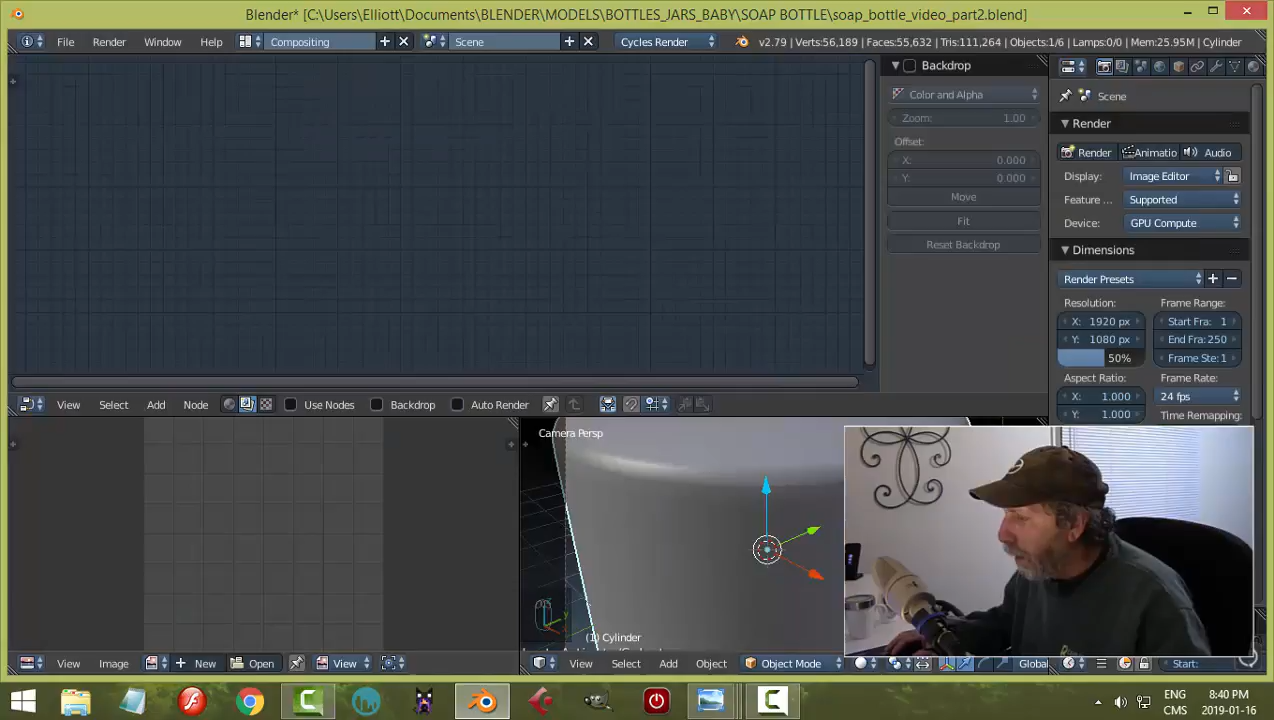 Blender* [C:\Users\Elliott\Documents\BLENDER\MODELS\BOTTLES_JARS_BABY\SOAP BOTTLE\soap_bottle_video_part2.blend]
File Render Window Help Compositing Scene Cycles Render v2.79 | Verts:56,189 | Faces:55,632 | Tris:111,264 | Objects:1/6 | Lamps:0/0 | Mem:25.95M | Cylinder
Backdrop
Color and Alpha
Zoom: 1.00
Offset:
X: 0.000
Y: 0.000
Move
Fit
Reset Backdrop
Scene
Render
Render Animatio Audio
Display: Image Editor
Feature ... Supported
Device: GPU Compute
Dimensions
Render Presets
Resolution: Frame Range:
X: 1920 px Start Fra: 1
Y: 1080 px End Fra:250
50% Frame Ste:1
Aspect Ratio: Frame Rate:
X: 1.000 24 fps
Y: 1.000 Time Remapping:
View Select Add Node Use Nodes Backdrop Auto Render
Camera Persp
(1) Cylinder
View Image New Open View
View Select Add Object Object Mode Global
Start:
ENG 8:40 PM
CMS 2019-01-16